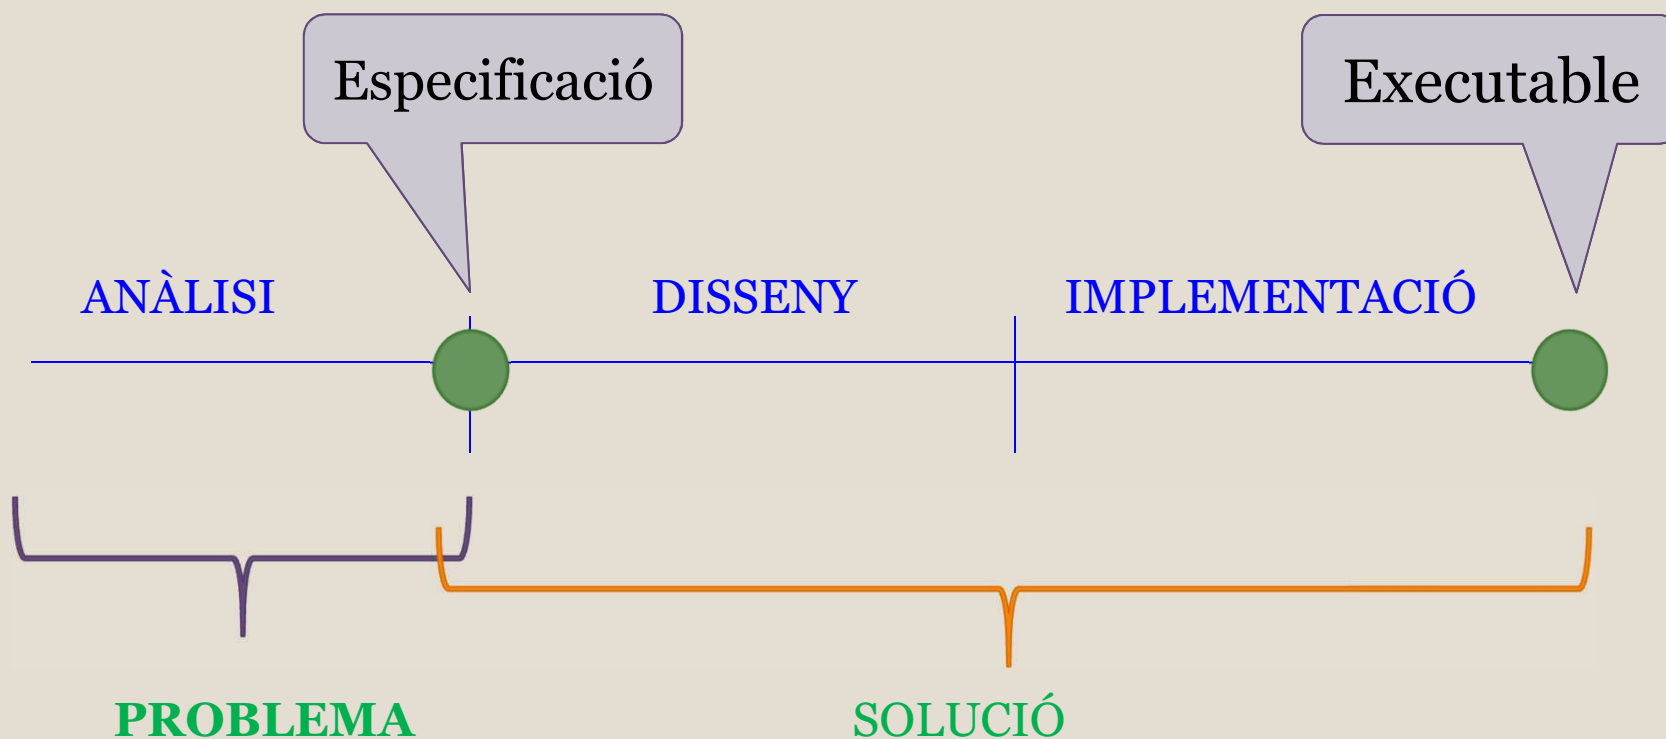 Especificació
Executable
ANÀLISI
DISSENY
IMPLEMENTACIÓ
PROBLEMA
SOLUCIÓ